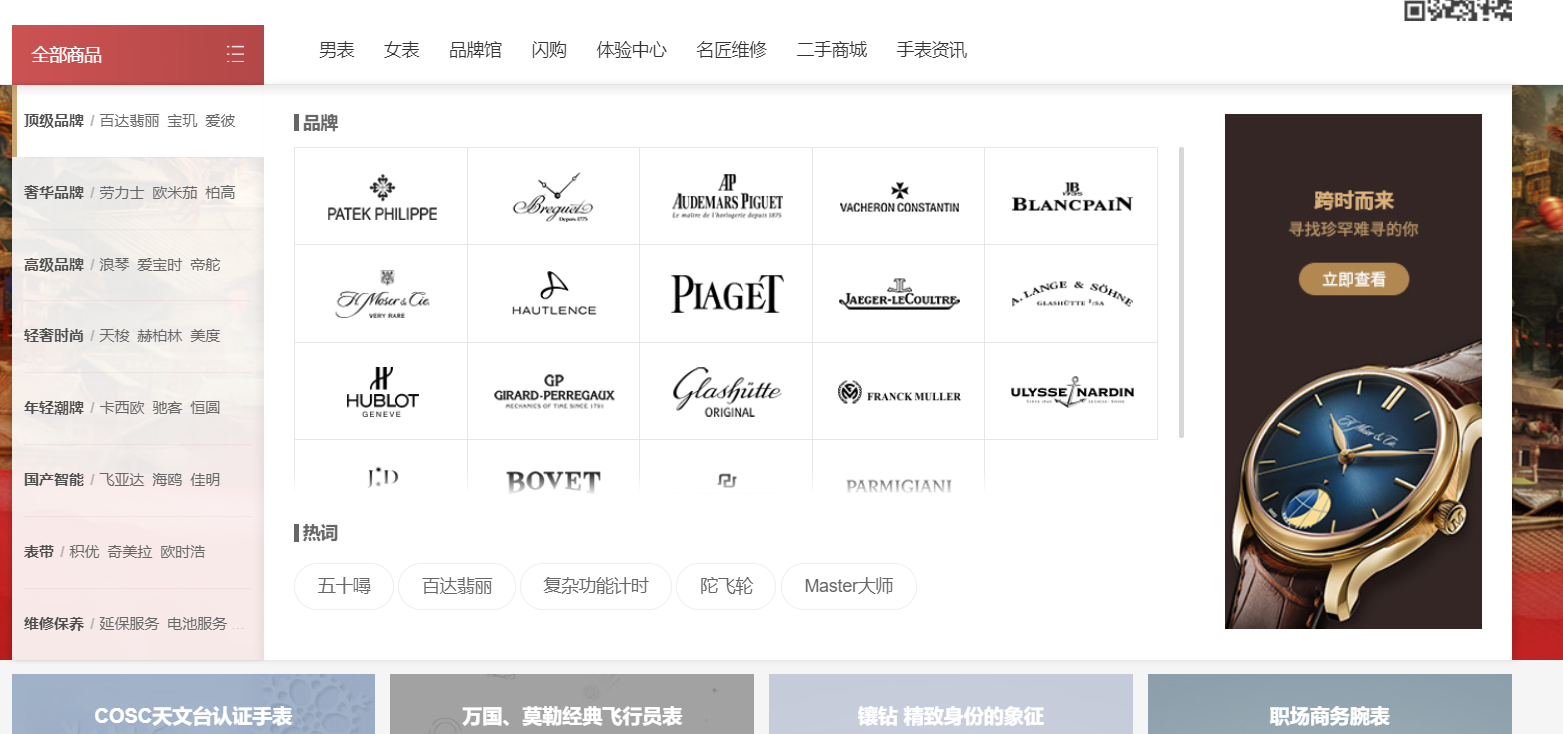 全部商品
男表 女表 品牌馆 闪购 体验中心 名匠维修 二手商城 手表资讯
顶级品牌 / 百达翡丽 宝玑 爱彼
奢华品牌 / 劳力士 欧米茄 柏高
高级品牌 / 浪琴 爱宝时 帝舵
轻奢时尚 / 天梭 赫柏林 美度
年轻潮牌 / 卡西欧 驰客 恒圆
国产智能 / 飞亚达 海鸥 佳明
表带 / 积优 奇美拉 欧时浩
维修保养 / 延保服务 电池服务 ...
品牌
PATEK PHILIPPE
Breguet
Depuis 1775
AP
AUDEMARS PIGUET
Le maître de l'horlogerie depuis 1875
VACHERON CONSTANTIN
JB
1735
BLANCPAIN
H. Moser & Cie.
VERY RARE
HAUTLENCE
PIAGET
JAEGER-LECOULTRE
A. LANGE & SÖHNE
GLASHÜTTE I/SA
HUBLOT
GENEVE
GP
GIRARD-PERREGAUX
MECHANICS OF TIME SINCE 1791
Glashütte
ORIGINAL
FRANCK MULLER
ULYSSE NARDIN
J:D
BOVET
PARMIGIANI
热词
五十噚 百达翡丽 复杂功能计时 陀飞轮 Master大师
跨时而来
寻找珍罕难寻的你
立即查看
H. Moser & Cie.
COSC天文台认证手表
万国、莫勒经典飞行员表
镶钻 精致身份的象征
职场商务腕表